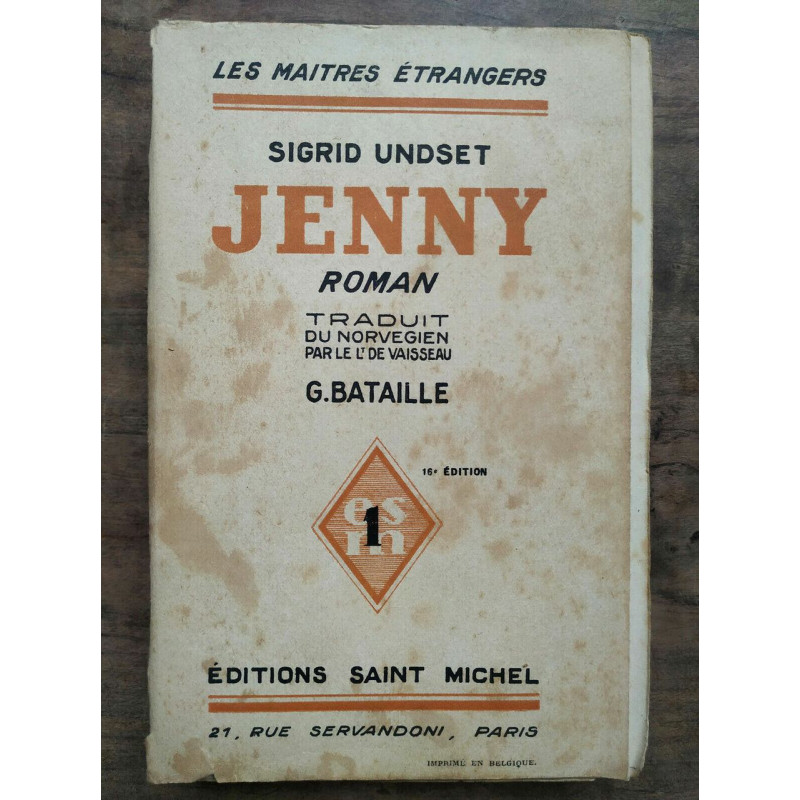 LES MAITRES ÉTRANGERS
SIGRID UNDSET
JENNY
ROMAN
TRADUIT
DU NORVEGIEN
PAR LE Lt DE VAISSEAU
G. BATAILLE
16e ÉDITION
es
1
m
ÉDITIONS SAINT MICHEL
21, RUE SERVANDONI, PARIS
IMPRIMÉ EN BELGIQUE.